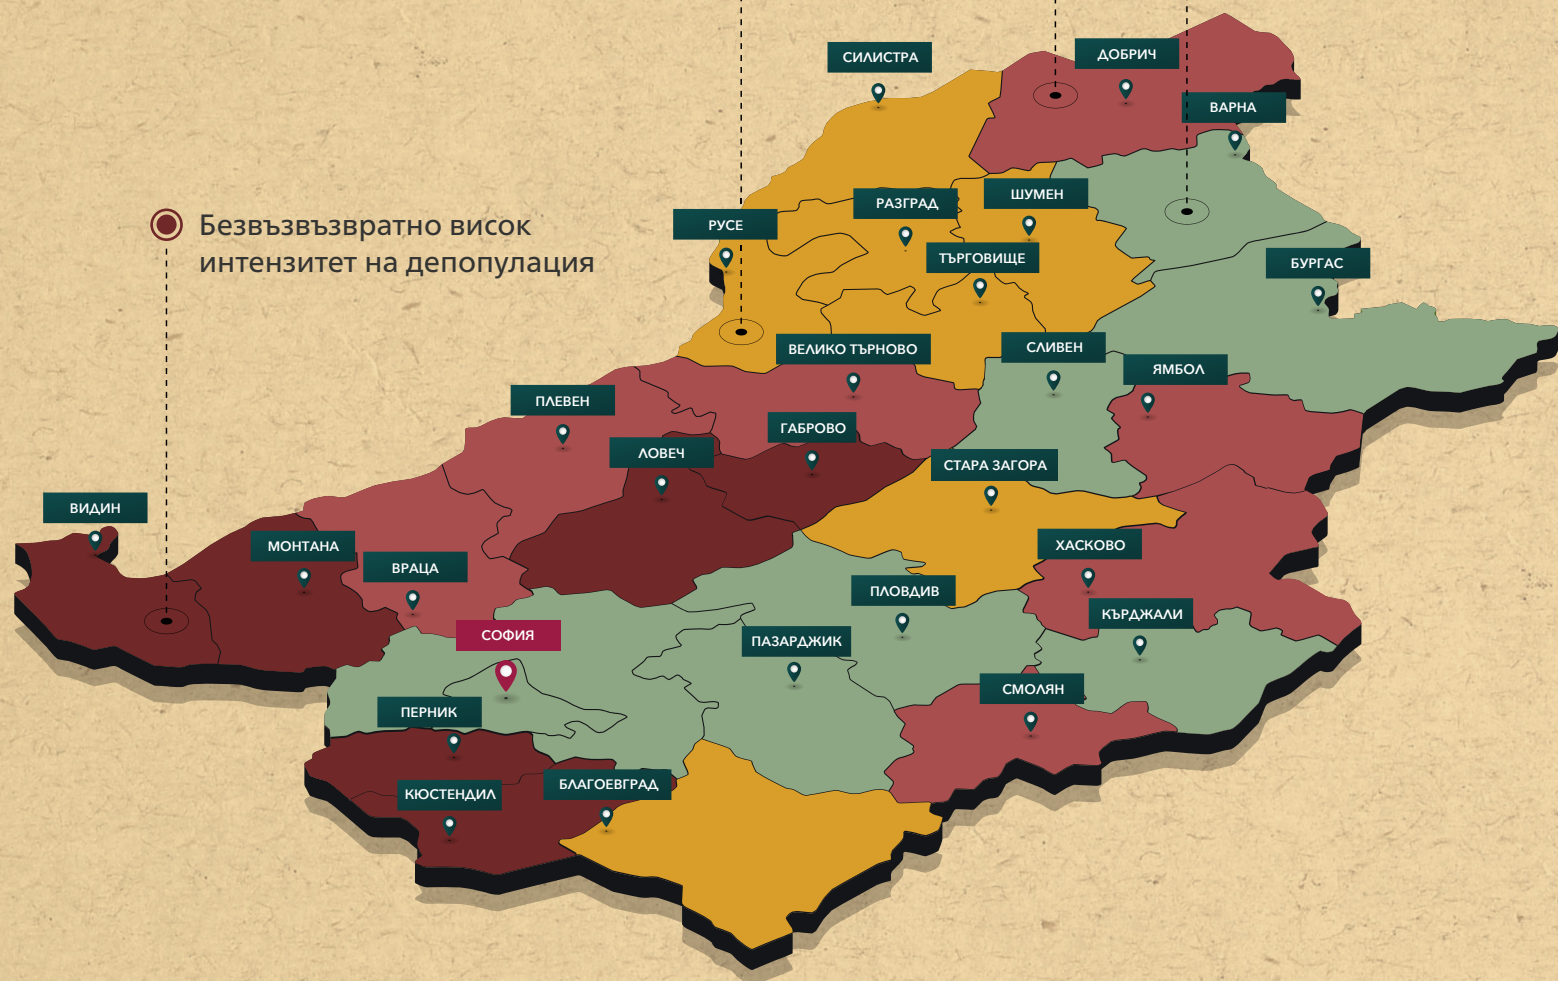 СИЛИСТРА
ДОБРИЧ
ВАРНА
Безвъзвъзвратно висок
интензитет на депопулация
РУСЕ
РАЗГРАД
ШУМЕН
ТЪРГОВИЩЕ
БУРГАС
ВЕЛИКО ТЪРНОВО
СЛИВЕН
ЯМБОЛ
ПЛЕВЕН
ГАБРОВО
ЛОВЕЧ
СТАРА ЗАГОРА
ВИДИН
МОНТАНА
ВРАЦА
ХАСКОВО
ПЛОВДИВ
КЪРДЖАЛИ
СОФИЯ
ПАЗАРДЖИК
СМОЛЯН
ПЕРНИК
КЮСТЕНДИЛ
БЛАГОЕВГРАД